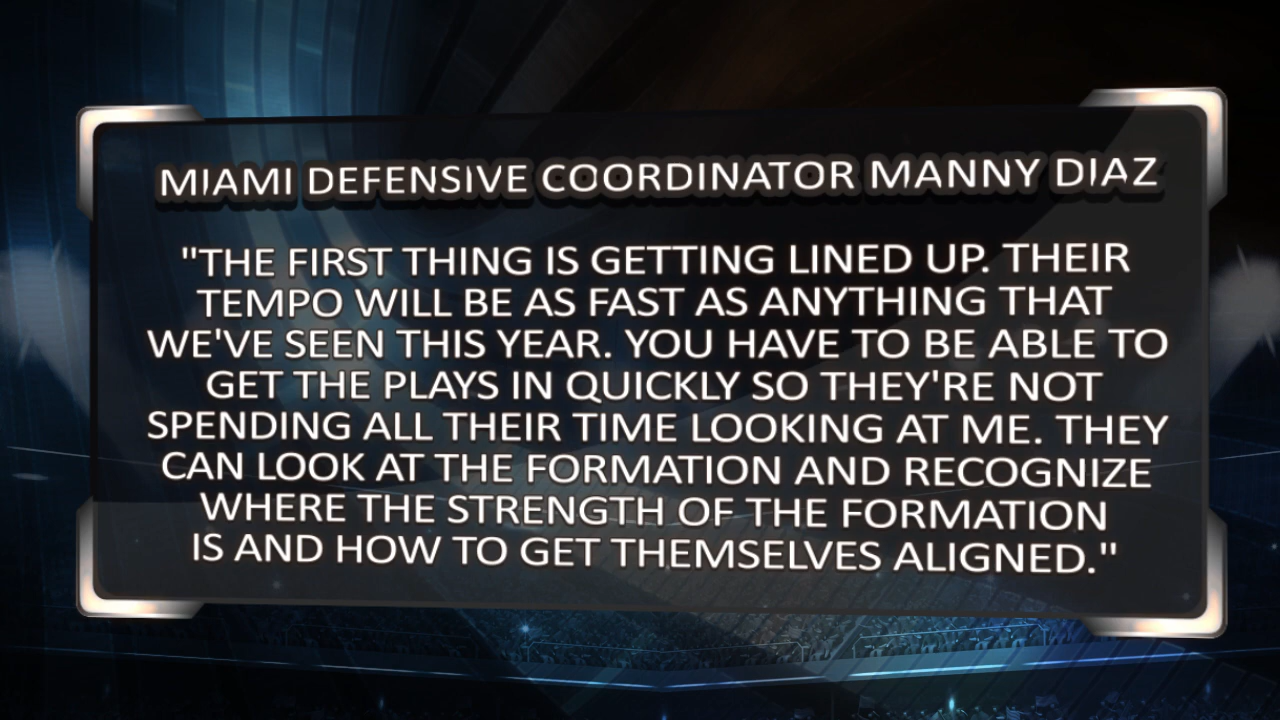 MIAMI DEFENSIVE COORDINATOR MANNY DIAZ
"THE FIRST THING IS GETTING LINED UP. THEIR
TEMPO WILL BE AS FAST AS ANYTHING THAT
WE'VE SEEN THIS YEAR. YOU HAVE TO BE ABLE TO
GET THE PLAYS IN QUICKLY SO THEY'RE NOT
SPENDING ALL THEIR TIME LOOKING AT ME. THEY
CAN LOOK AT THE FORMATION AND RECOGNIZE
WHERE THE STRENGTH OF THE FORMATION
IS AND HOW TO GET THEMSELVES ALIGNED."